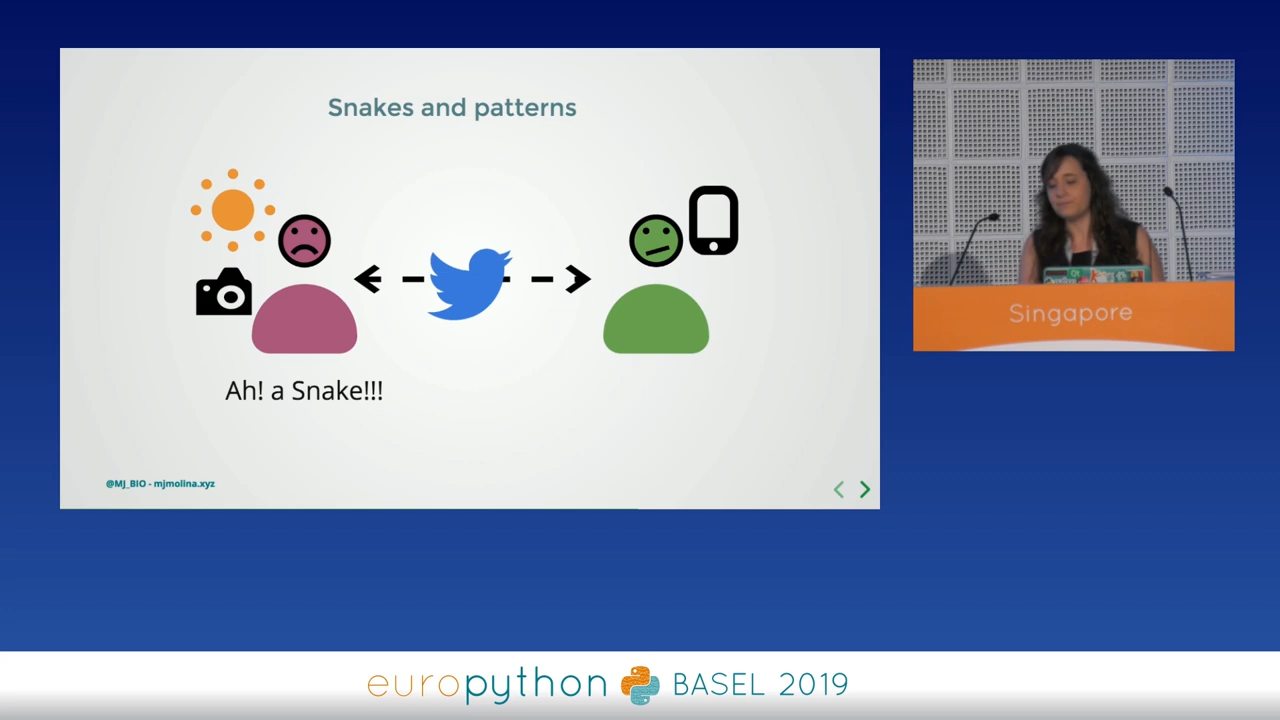 Snakes and patterns
Ah! a Snake!!!
@MJ_BIO - mjmolina.xyz
Singapore
europython BASEL 2019